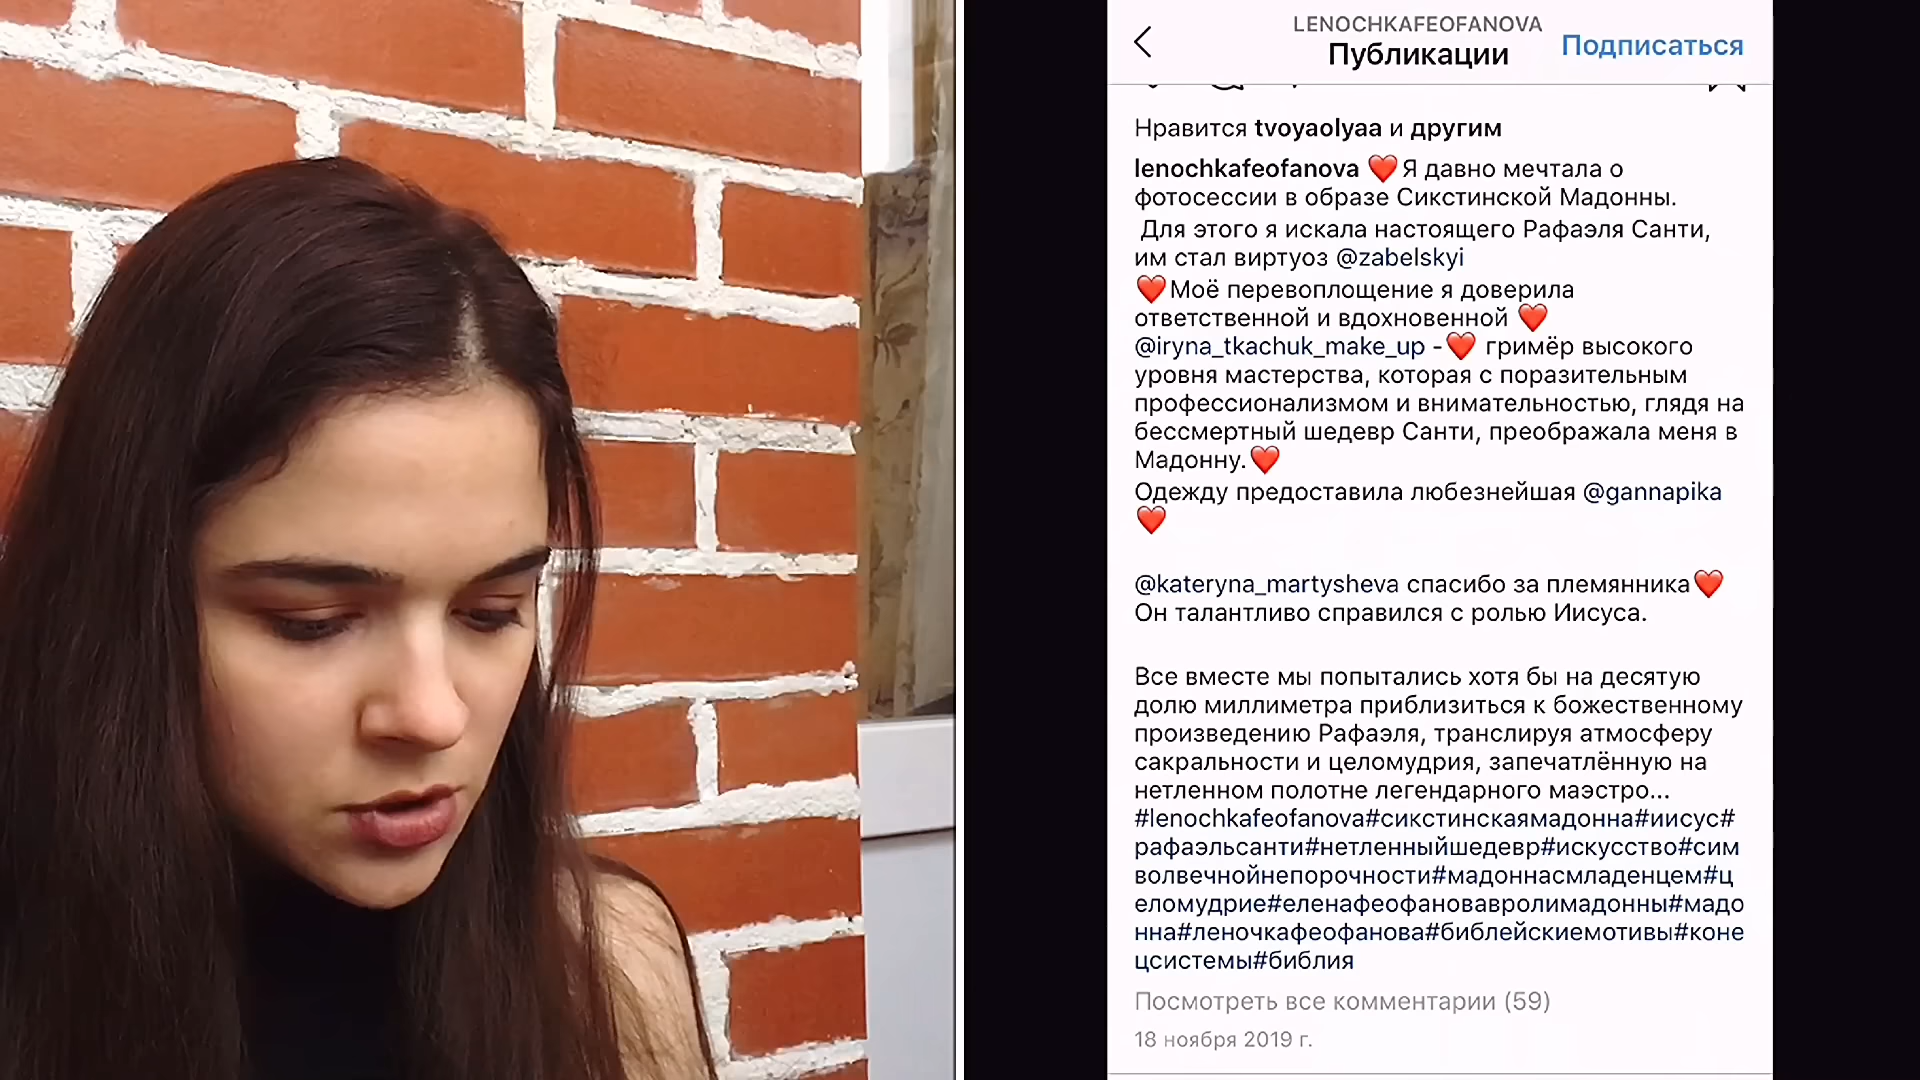 LENOCHKAFEOFANOVA
Публикации
Подписаться
Нравится tvoyaolyaa и другим
lenochkafeofanova ❤️Я давно мечтала о
фотосессии в образе Сикстинской Мадонны.
Для этого я искала настоящего Рафаэля Санти,
им стал виртуоз @zabelskyi
❤️Моё перевоплощение я доверила
ответственной и вдохновенной ❤️
@iryna_tkachuk_make_up -❤️ гримёр высокого
уровня мастерства, которая с поразительным
профессионализмом и внимательностью, глядя на
бессмертный шедевр Санти, преображала меня в
Мадонну.❤️
Одежду предоставила любезнейшая @gannapika
❤️
@kateryna_martysheva спасибо за племянника❤️
Он талантливо справился с ролью Иисуса.
Все вместе мы попытались хотя бы на десятую
долю миллиметра приблизиться к божественному
произведению Рафаэля, транслируя атмосферу
сакральности и целомудрия, запечатлённую на
нетленном полотне легендарного маэстро...
#lenochkafeofanova#сикстинскаямадонна#иисус#
рафаэльсанти#нетленныйшедевр#искусство#сим
волвечнойнепорочности#мадоннасмладенцем#ц
еломудрие#еленафеофановавролимадонны#мадо
нна#леночкафеофанова#библейскиемотивы#коне
цсистемы#библия
Посмотреть все комментарии (59)
18 ноября 2019 г.